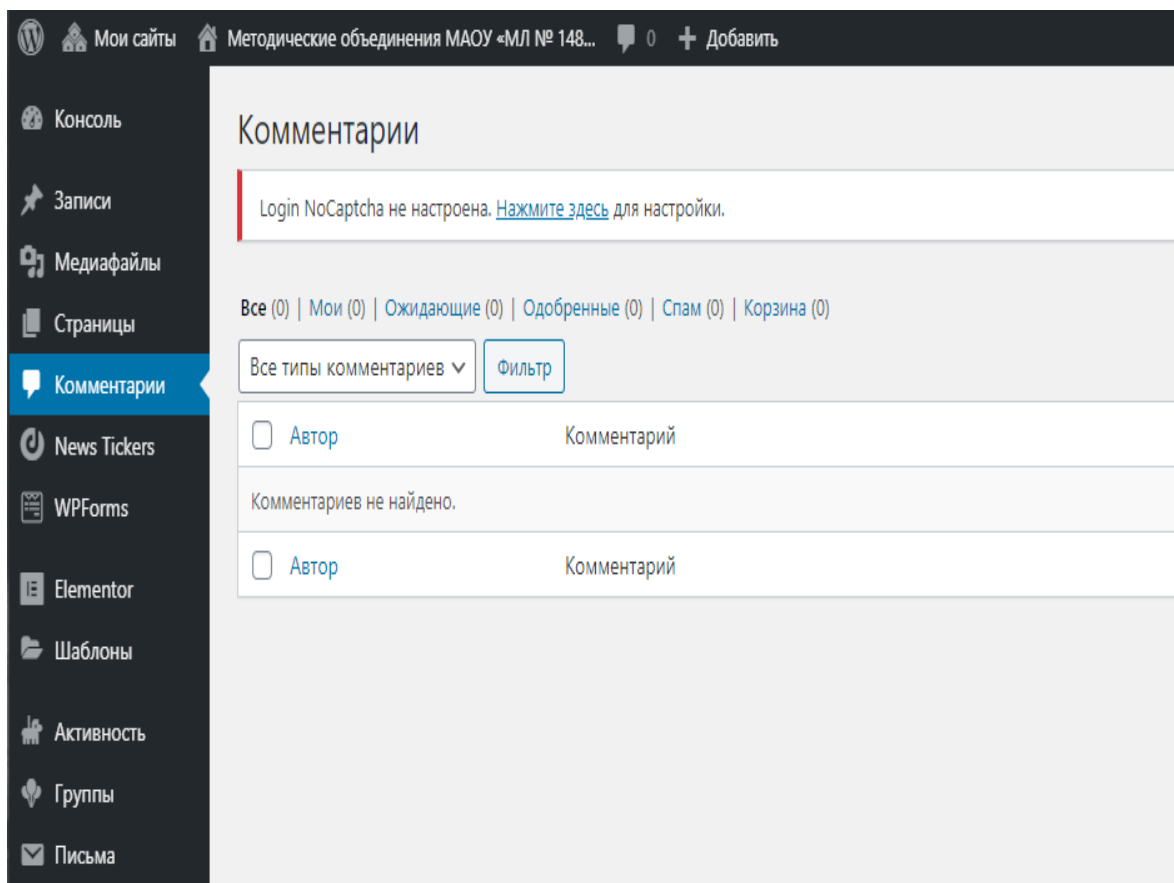 Мои сайты Методические объединения МАОУ «МЛ № 148... 0 Добавить
Консоль
Записи
Медиафайлы
Страницы
Комментарии
News Tickers
WPForms
Elementor
Шаблоны
Активность
Группы
Письма
Комментарии
Login NoCaptcha не настроена. Нажмите здесь для настройки.
Все (0) | Мои (0) | Ожидающие (0) | Одобренные (0) | Спам (0) | Корзина (0)
Все типы комментариев Фильтр
Автор Комментарий
Комментариев не найдено.
Автор Комментарий